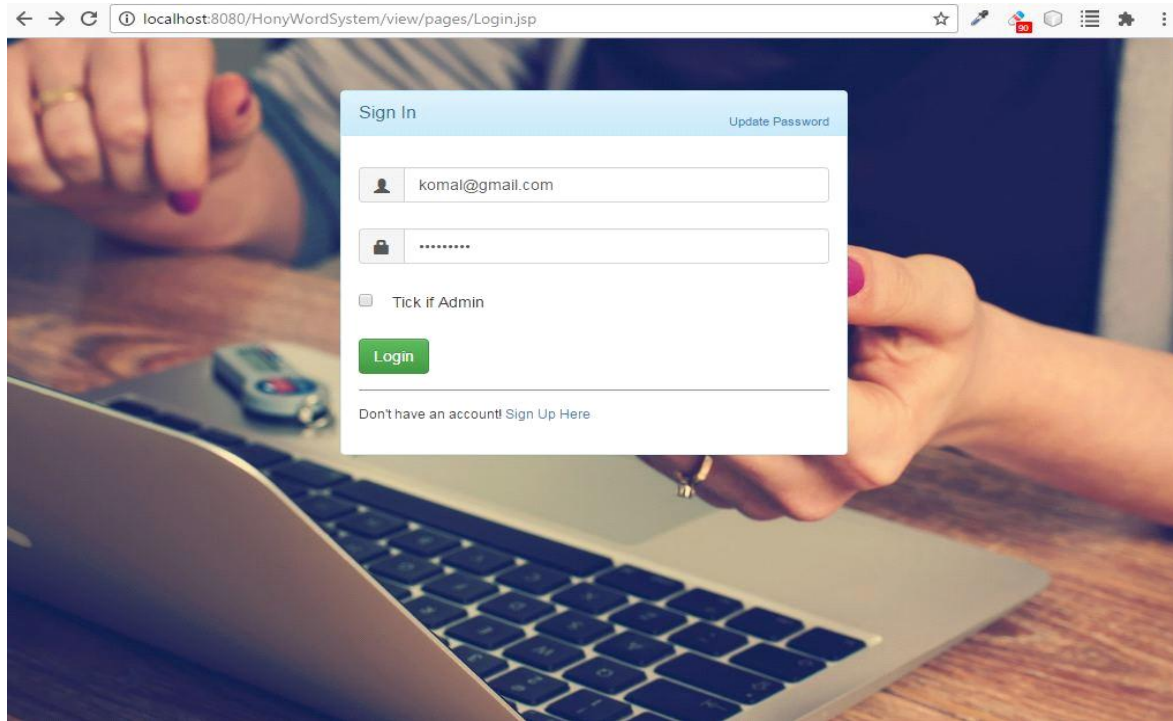 localhost:8080/HonyWordSystem/view/pages/Login.jsp
90
Sign In
Update Password
komal@gmail.com
•••••••••
Tick if Admin
Login
Don't have an account! Sign Up Here